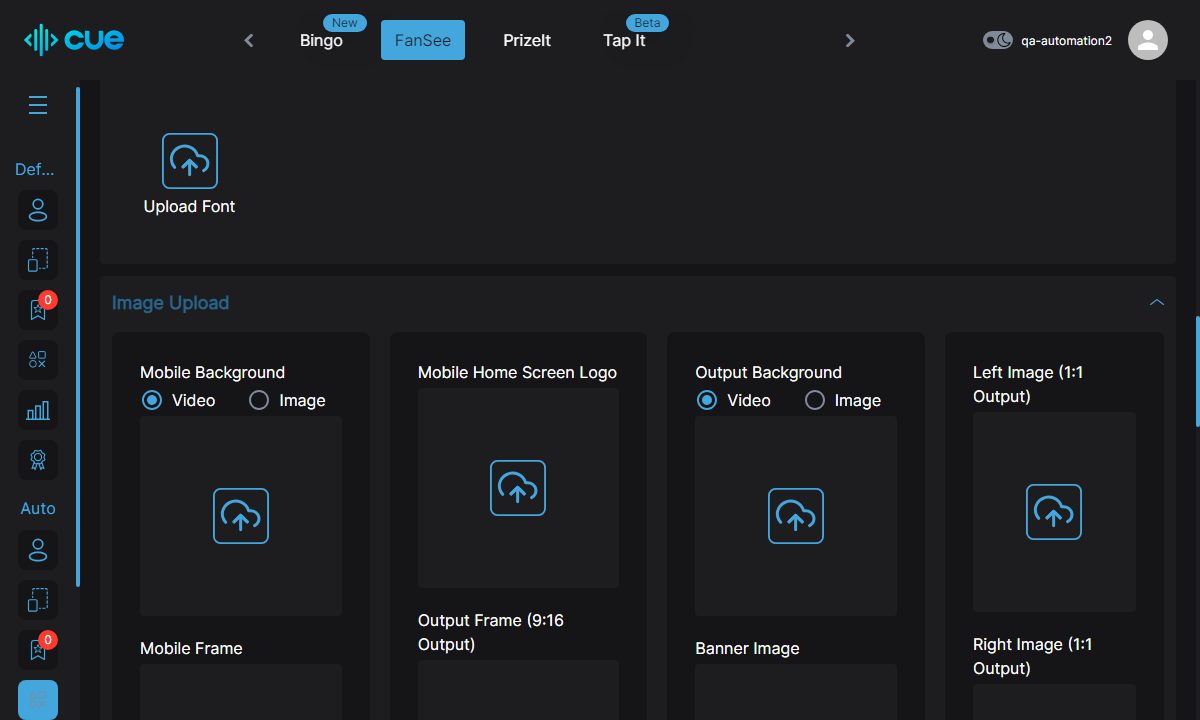 cue
Bingo
New
FanSee
PrizeIt
Tap It
Beta
qa-automation2
Def...
0
Auto
0
Upload Font
Image Upload
Mobile Background
Video
Image
Mobile Frame
Mobile Home Screen Logo
Output Frame (9:16
Output)
Output Background
Video
Image
Banner Image
Left Image (1:1
Output)
Right Image (1:1
Output)